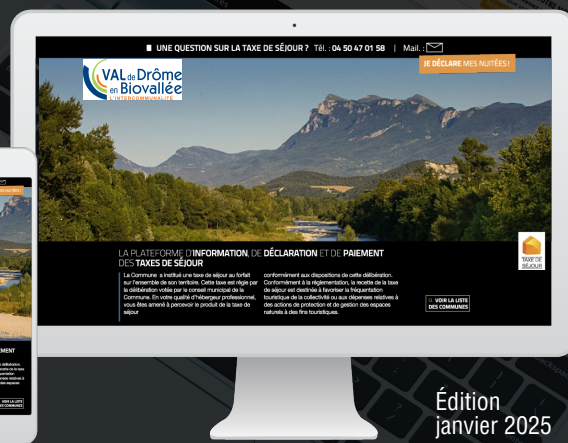 UNE QUESTION SUR LA TAXE DE SÉJOUR ? Tél. : 04 50 47 01 58 | Mail. :
JE DÉCLARE MES NUITÉES !
VAL de Drôme
en Biovallée
L'INTERCOMMUNALITÉ
LA PLATEFORME D'INFORMATION, DE DÉCLARATION ET DE PAIEMENT
DES TAXES DE SÉJOUR
La Commune a institué une taxe de séjour au forfait
sur l'ensemble de son territoire. Cette taxe est régie par
la délibération votée par le conseil municipal de la
Commune. En votre qualité d'hébergeur professionnel,
vous êtes amené à percevoir le produit de la taxe de
séjour
conformément aux dispositions de cette délibération.
Conformément à la réglementation, la recette de la taxe
de séjour est destinée à favoriser la fréquentation
touristique de la collectivité ou aux dépenses relatives à
des actions de protection et de gestion des espaces
naturels à des fins touristiques.
TAXE DE
SÉJOUR
VOIR LA LISTE
DES COMMUNES
Édition
janvier 2025